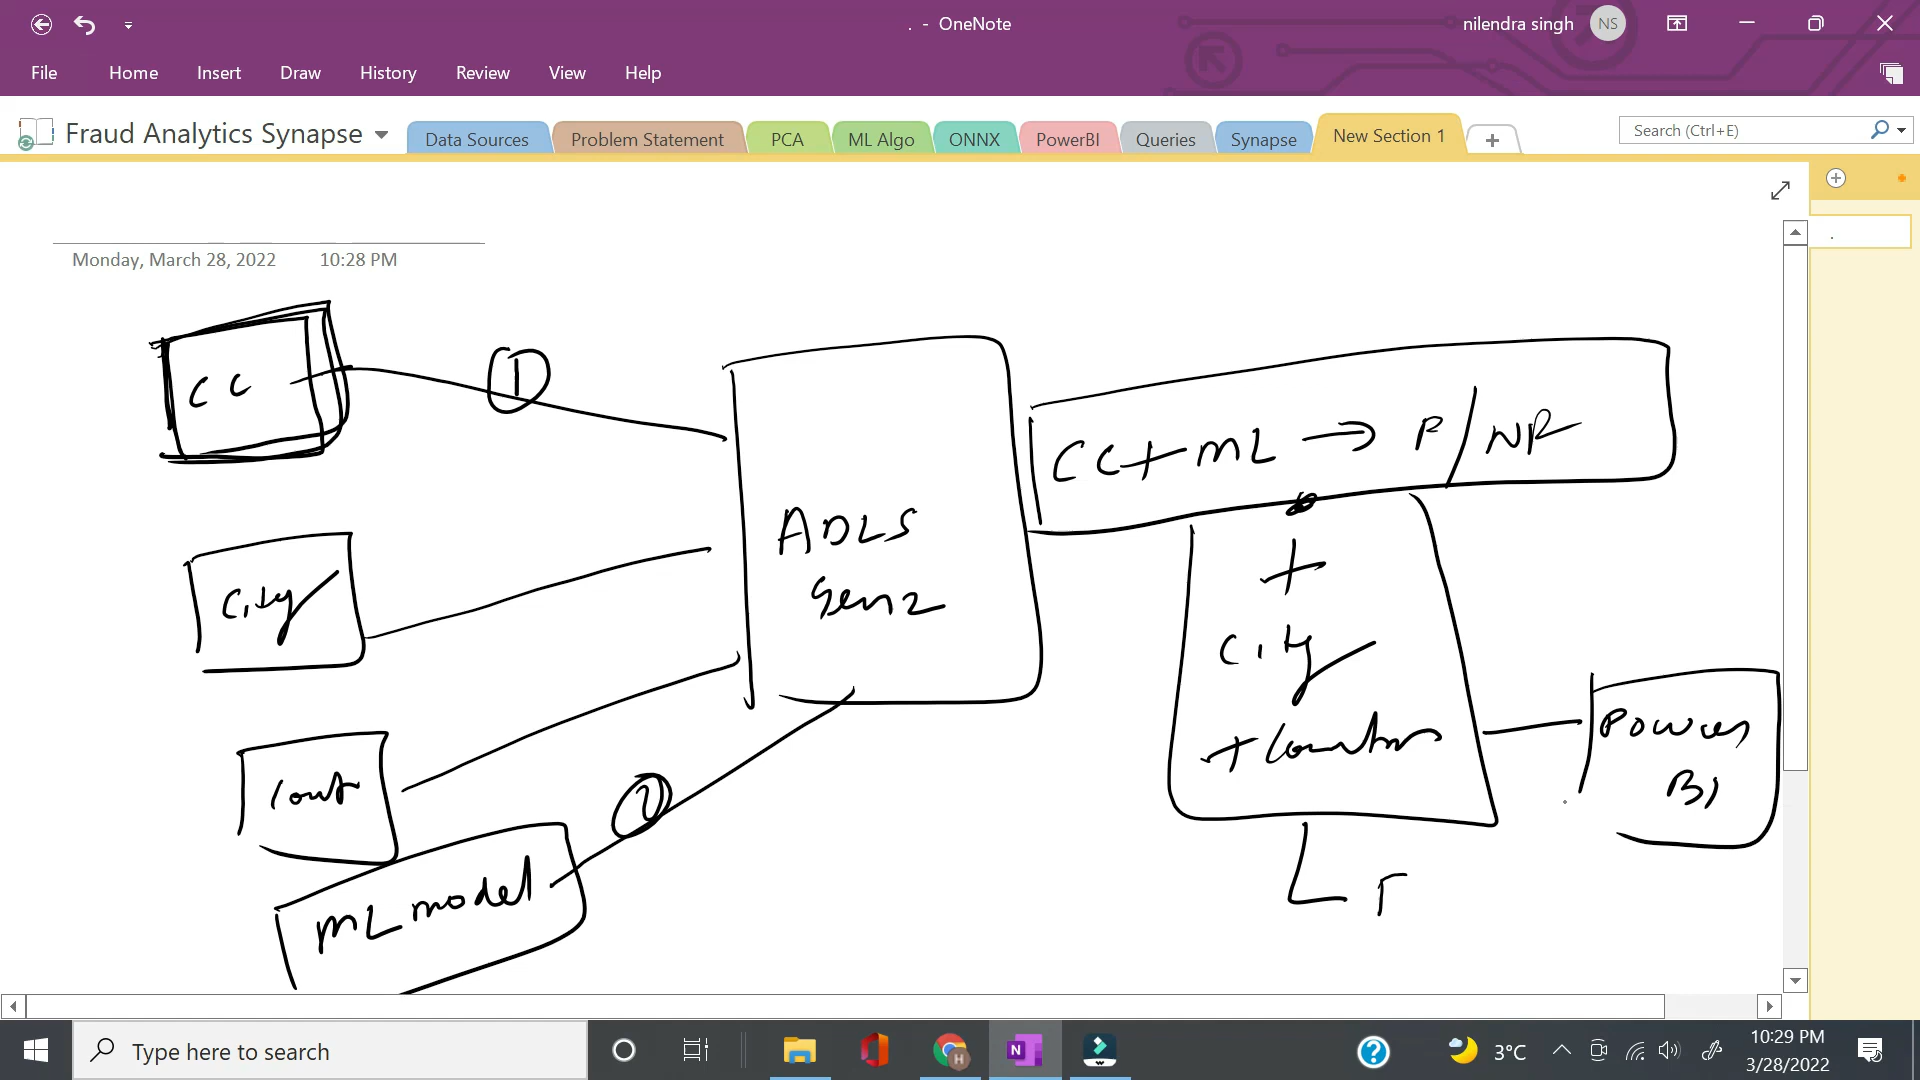 . - OneNote
nilendra singh
NS
File Home Insert Draw History Review View Help
Fraud Analytics Synapse
Data Sources
Problem Statement
PCA
ML Algo
ONNX
PowerBI
Queries
Synapse
New Section 1
Search (Ctrl+E)
Monday, March 28, 2022 10:28 PM
CC
1
CC + ML → F/NF
ADLS
Gen2
+
City
City
+ Country
Power
BI
Cout
2
ML model
F
Type here to search
N
H
3°C
10:29 PM
3/28/2022